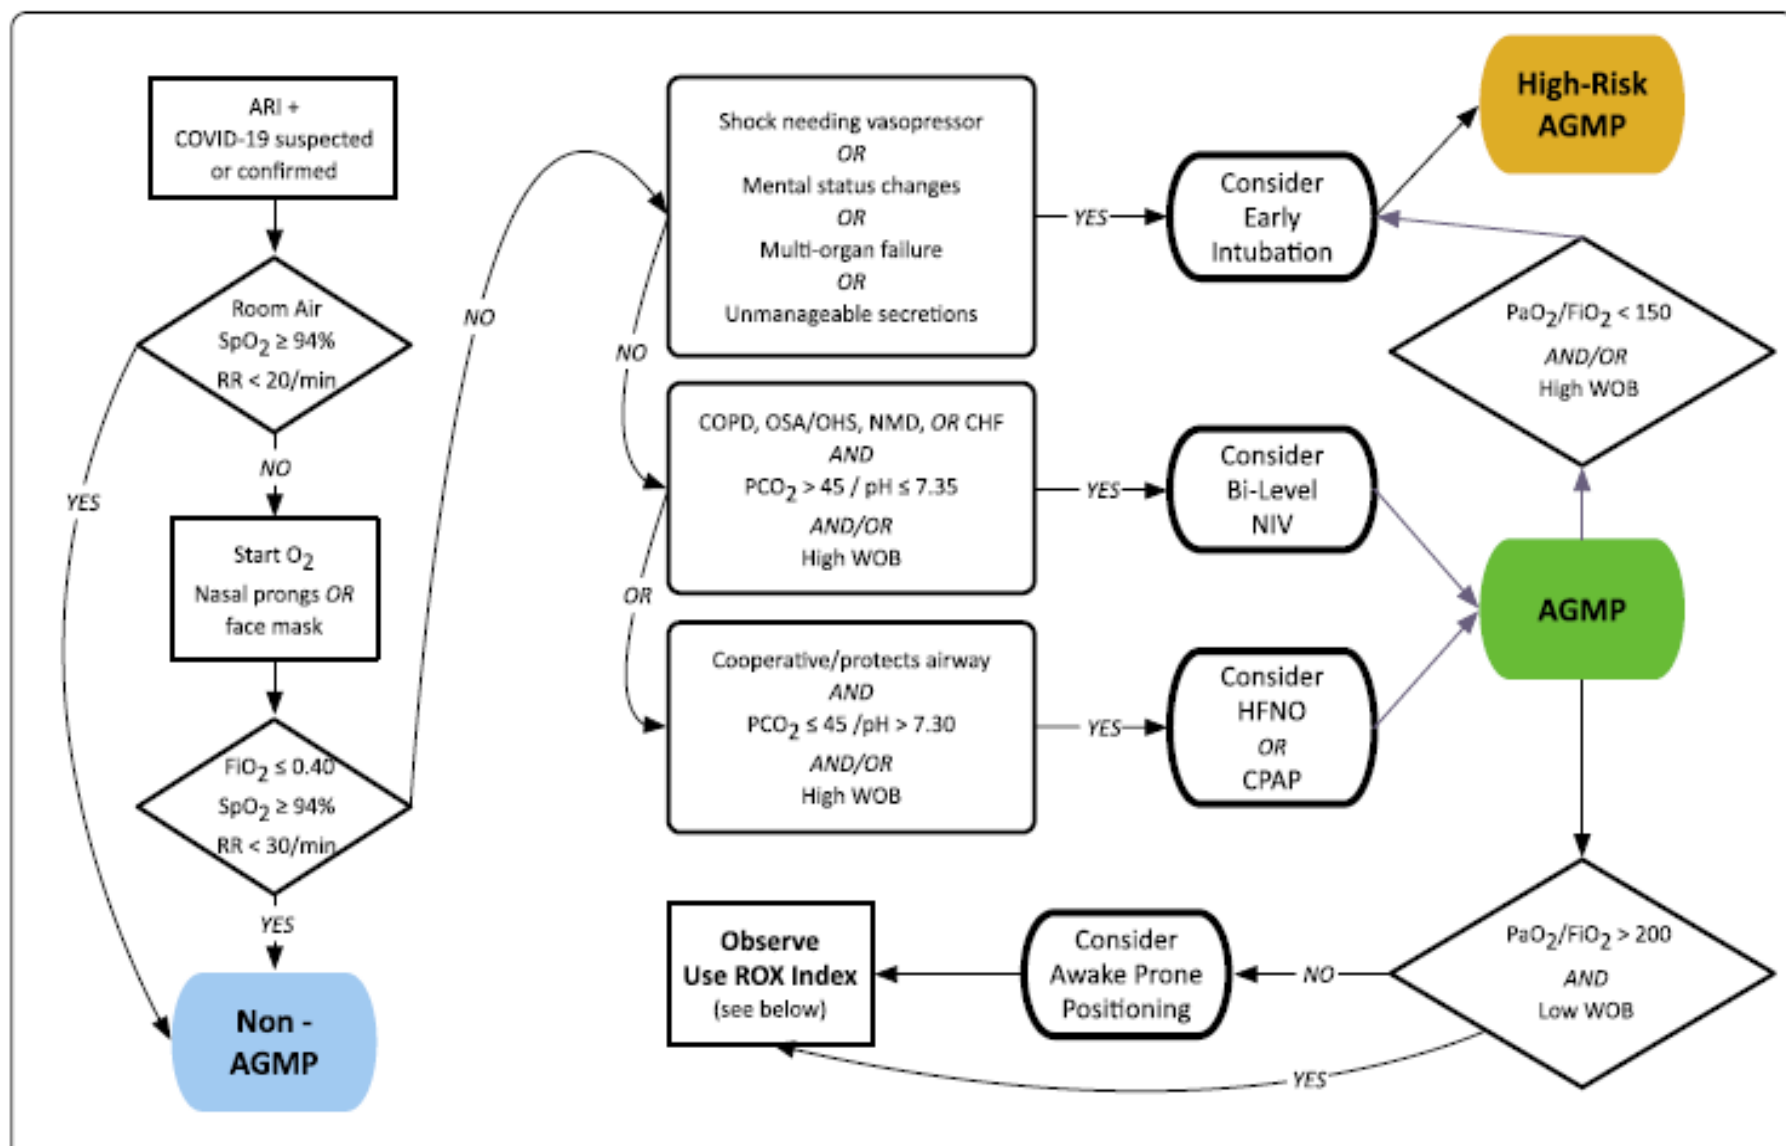 ARI +
COVID-19 suspected
or confirmed
Room Air
SpO₂ ≥ 94%
RR < 20/min
YES
NO
Start O₂
Nasal prongs OR
face mask
FiO₂ ≤ 0.40
SpO₂ ≥ 94%
RR < 30/min
YES
Non -
AGMP
NO
Shock needing vasopressor
OR
Mental status changes
OR
Multi-organ failure
OR
Unmanageable secretions
YES
Consider
Early
Intubation
High-Risk
AGMP
NO
COPD, OSA/OHS, NMD, OR CHF
AND
PCO₂ > 45 / pH ≤ 7.35
AND/OR
High WOB
YES
Consider
Bi-Level
NIV
OR
Cooperative/protects airway
AND
PCO₂ ≤ 45 /pH > 7.30
AND/OR
High WOB
YES
Consider
HFNO
OR
CPAP
AGMP
PaO₂/FiO₂ < 150
AND/OR
High WOB
PaO₂/FiO₂ > 200
AND
Low WOB
NO
Consider
Awake Prone
Positioning
YES
Observe
Use ROX Index
(see below)